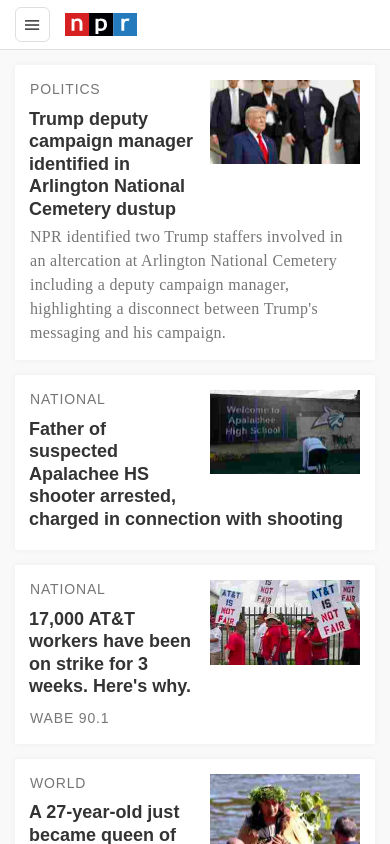 npr
POLITICS
Trump deputy
campaign manager
identified in
Arlington National
Cemetery dustup
NPR identified two Trump staffers involved in
an altercation at Arlington National Cemetery
including a deputy campaign manager,
highlighting a disconnect between Trump's
messaging and his campaign.
NATIONAL
Father of
suspected
Apalachee HS
shooter arrested,
charged in connection with shooting
Welcome to
Apalachee
High School
NATIONAL
17,000 AT&T
workers have been
on strike for 3
weeks. Here's why.
WABE 90.1
AT&T
IS
NOT
FAIR
IS
NOT
FAIR
AT&T
IS
NOT
FAIR
IS
NOT
FAIR
WORLD
A 27-year-old just
became queen of